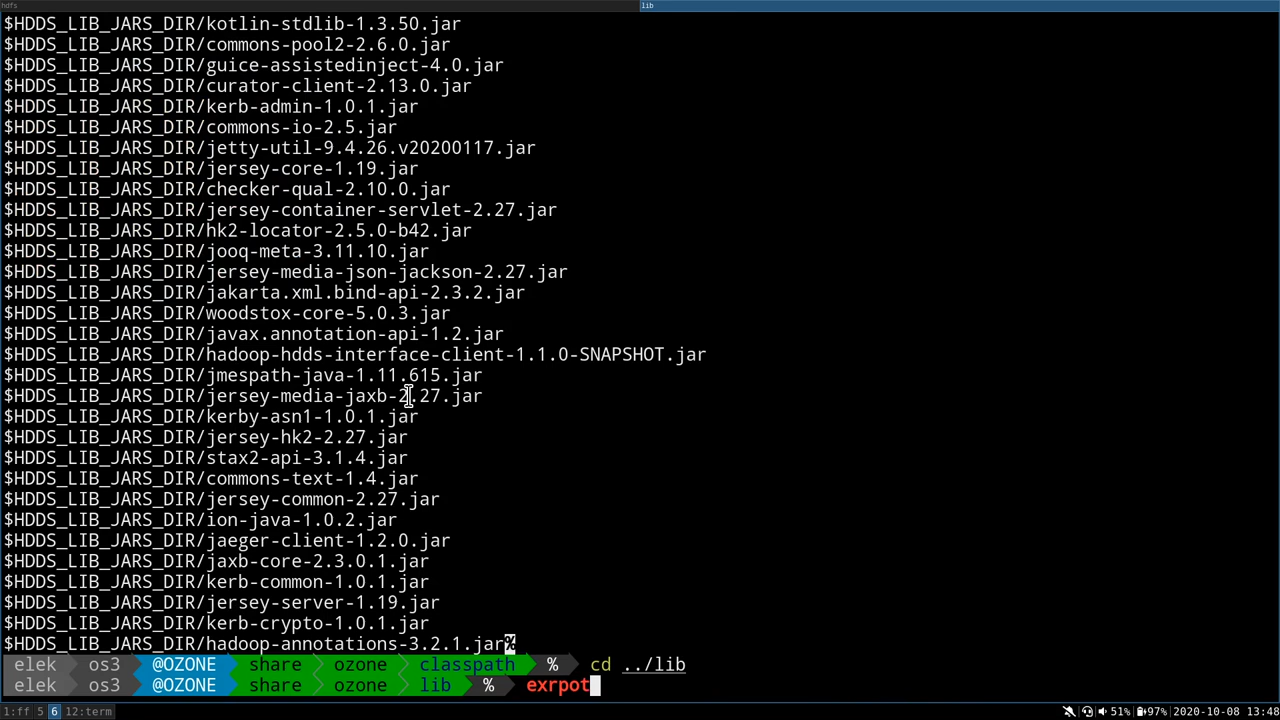 hdfs lib
$HDDS_LIB_JARS_DIR/kotlin-stdlib-1.3.50.jar
$HDDS_LIB_JARS_DIR/commons-pool2-2.6.0.jar
$HDDS_LIB_JARS_DIR/guice-assistedinject-4.0.jar
$HDDS_LIB_JARS_DIR/curator-client-2.13.0.jar
$HDDS_LIB_JARS_DIR/kerb-admin-1.0.1.jar
$HDDS_LIB_JARS_DIR/commons-io-2.5.jar
$HDDS_LIB_JARS_DIR/jetty-util-9.4.26.v20200117.jar
$HDDS_LIB_JARS_DIR/jersey-core-1.19.jar
$HDDS_LIB_JARS_DIR/checker-qual-2.10.0.jar
$HDDS_LIB_JARS_DIR/jersey-container-servlet-2.27.jar
$HDDS_LIB_JARS_DIR/hk2-locator-2.5.0-b42.jar
$HDDS_LIB_JARS_DIR/jooq-meta-3.11.10.jar
$HDDS_LIB_JARS_DIR/jersey-media-json-jackson-2.27.jar
$HDDS_LIB_JARS_DIR/jakarta.xml.bind-api-2.3.2.jar
$HDDS_LIB_JARS_DIR/woodstox-core-5.0.3.jar
$HDDS_LIB_JARS_DIR/javax.annotation-api-1.2.jar
$HDDS_LIB_JARS_DIR/hadoop-hdds-interface-client-1.1.0-SNAPSHOT.jar
$HDDS_LIB_JARS_DIR/jmespath-java-1.11.615.jar
$HDDS_LIB_JARS_DIR/jersey-media-jaxb-2.27.jar
$HDDS_LIB_JARS_DIR/kerby-asn1-1.0.1.jar
$HDDS_LIB_JARS_DIR/jersey-hk2-2.27.jar
$HDDS_LIB_JARS_DIR/stax2-api-3.1.4.jar
$HDDS_LIB_JARS_DIR/commons-text-1.4.jar
$HDDS_LIB_JARS_DIR/jersey-common-2.27.jar
$HDDS_LIB_JARS_DIR/ion-java-1.0.2.jar
$HDDS_LIB_JARS_DIR/jaeger-client-1.2.0.jar
$HDDS_LIB_JARS_DIR/jaxb-core-2.3.0.1.jar
$HDDS_LIB_JARS_DIR/kerb-common-1.0.1.jar
$HDDS_LIB_JARS_DIR/jersey-server-1.19.jar
$HDDS_LIB_JARS_DIR/kerb-crypto-1.0.1.jar
$HDDS_LIB_JARS_DIR/hadoop-annotations-3.2.1.jar%
elek os3 @OZONE share ozone classpath % cd ../lib
elek os3 @OZONE share ozone lib % exrpot
1:ff 5 6 12:term 51% 97% 2020-10-08 13:48